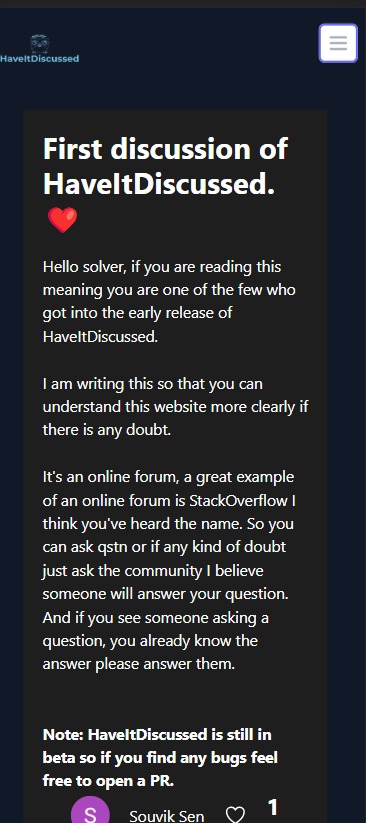 HaveItDiscussed
First discussion of
HaveItDiscussed.
❤️
Hello solver, if you are reading this
meaning you are one of the few who
got into the early release of
HaveItDiscussed.
I am writing this so that you can
understand this website more clearly if
there is any doubt.
It's an online forum, a great example
of an online forum is StackOverflow I
think you've heard the name. So you
can ask qstn or if any kind of doubt
just ask the community I believe
someone will answer your question.
And if you see someone asking a
question, you already know the
answer please answer them.
Note: HaveItDiscussed is still in
beta so if you find any bugs feel
free to open a PR.
S Souvik Sen 1